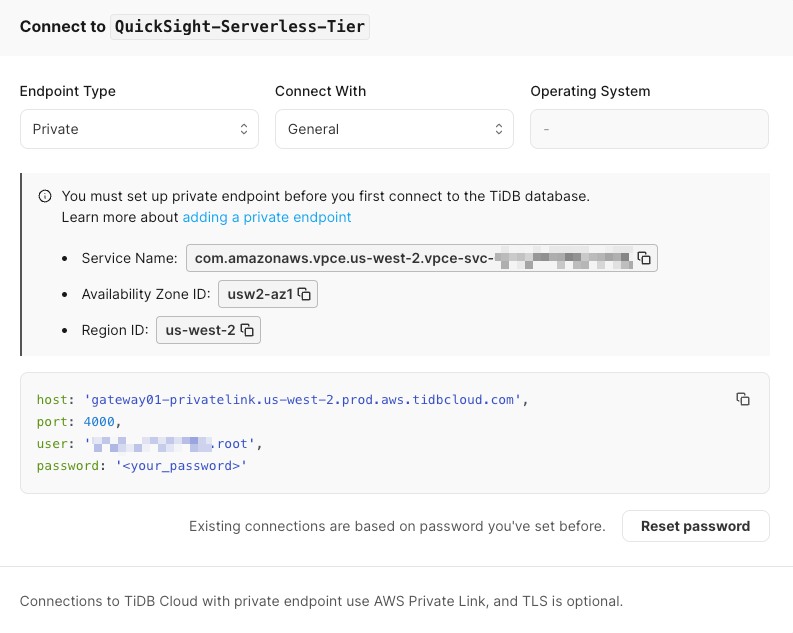 Connect to QuickSight-Serverless-Tier
Endpoint Type
Connect With
Operating System
Private
General
-
You must set up private endpoint before you first connect to the TiDB database.
Learn more about adding a private endpoint
• Service Name: com.amazonaws.vpce.us-west-2.vpce-svc-
• Availability Zone ID: usw2-az1
• Region ID: us-west-2
host: 'gateway01-privatelink.us-west-2.prod.aws.tidbcloud.com',
port: 4000,
user: '.root',
password: '<your_password>'
Existing connections are based on password you've set before.
Reset password
Connections to TiDB Cloud with private endpoint use AWS Private Link, and TLS is optional.